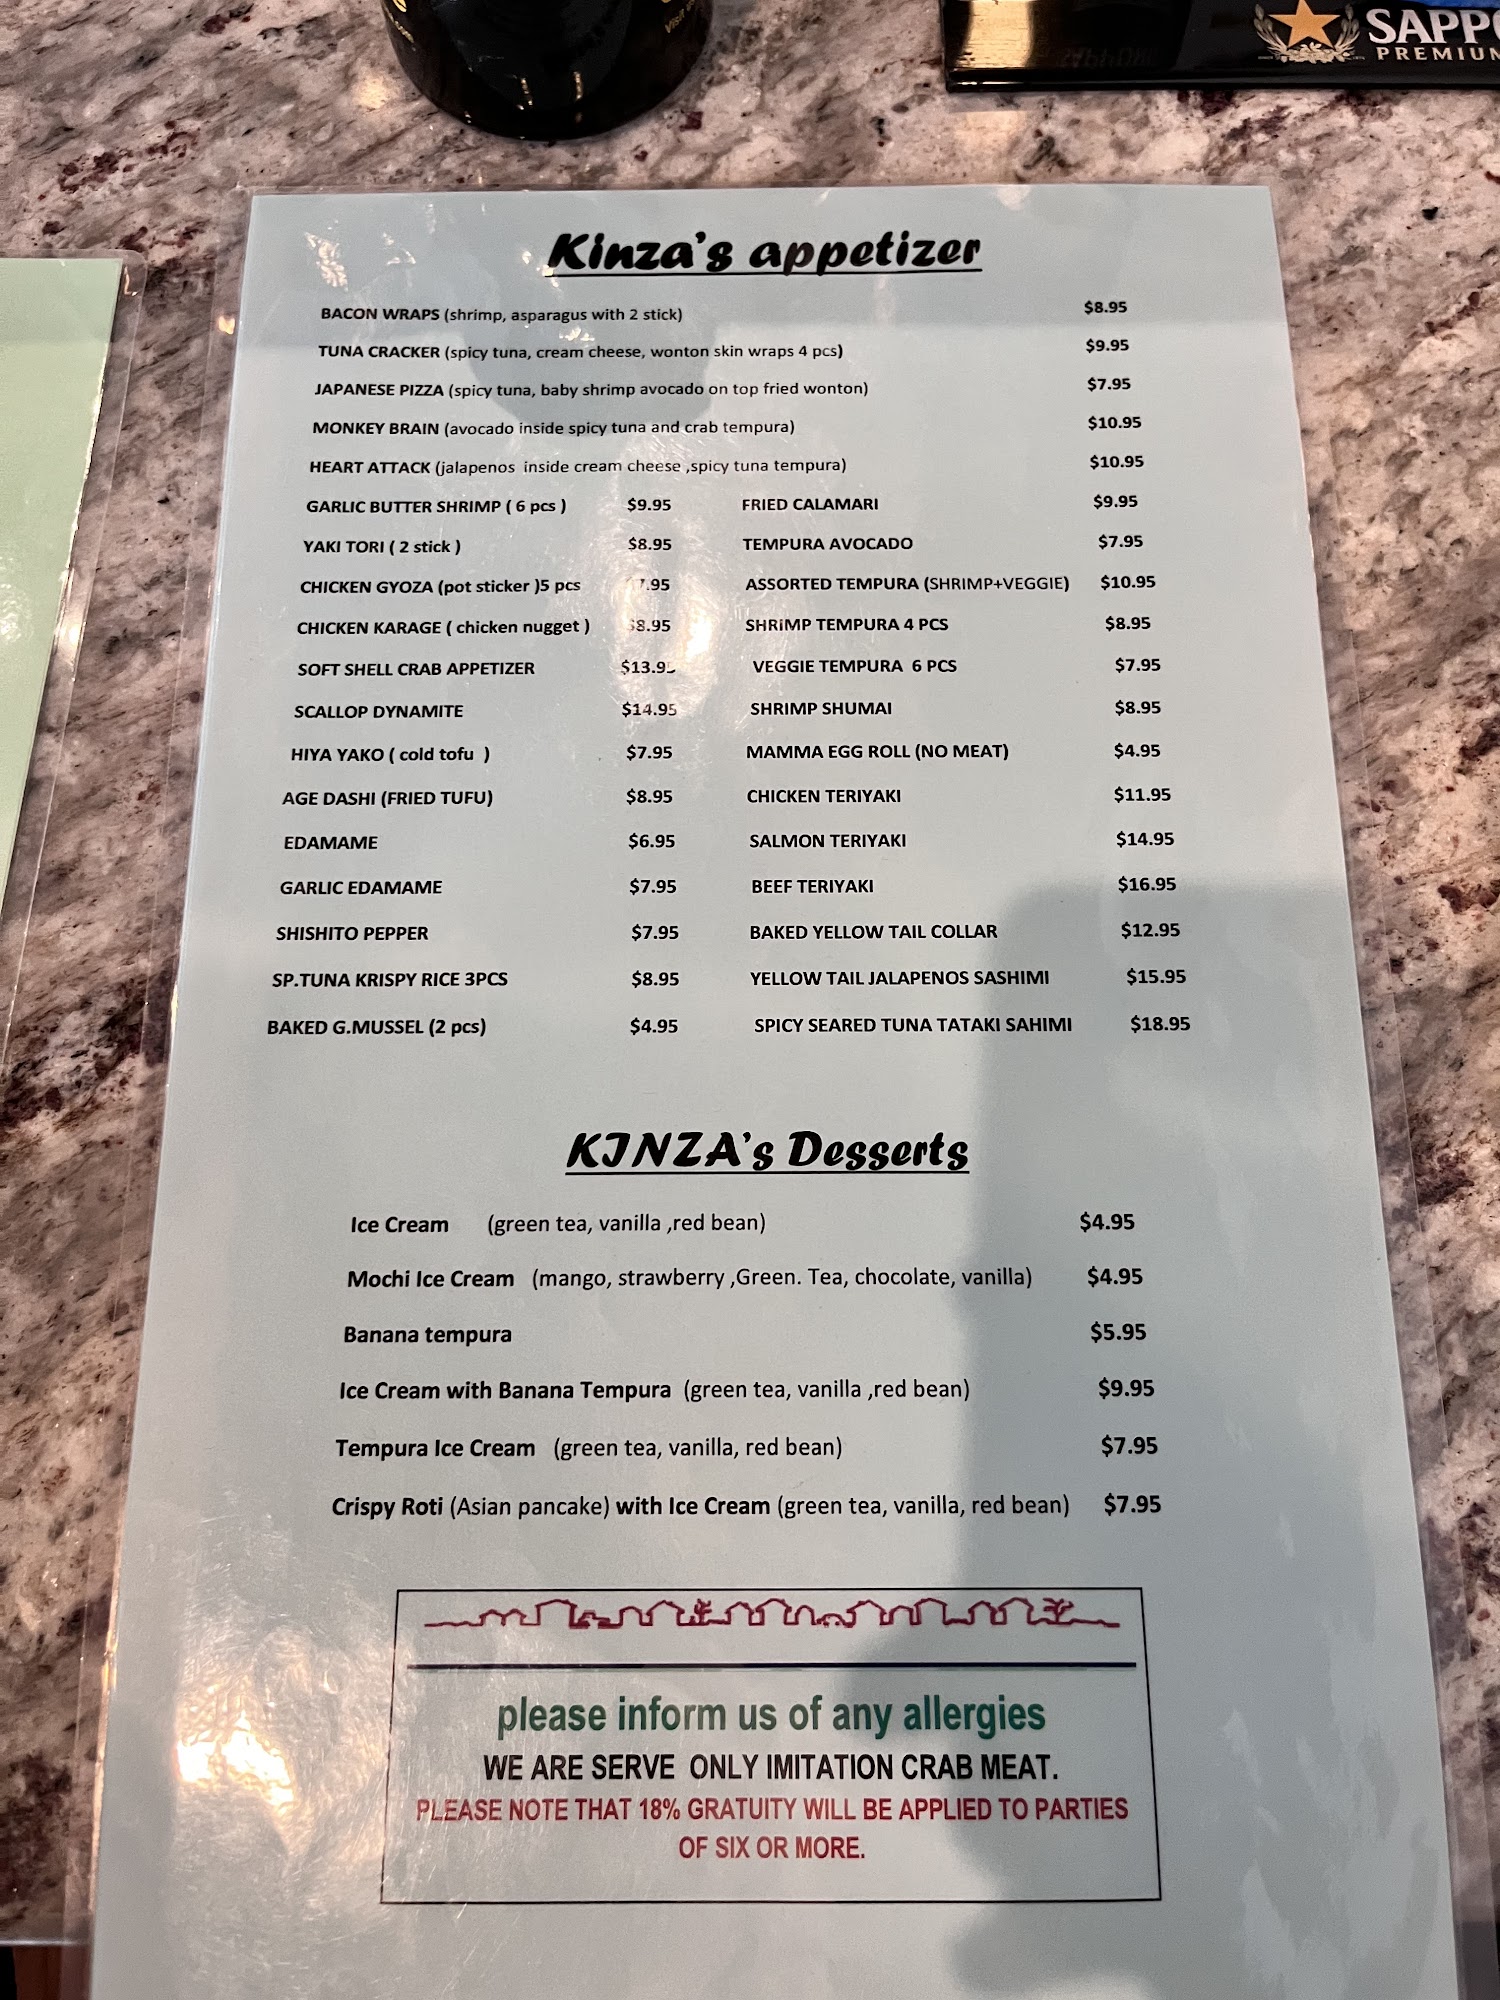 SAPPO
PREMIUM
Kinza's appetizer
BACON WRAPS (shrimp, asparagus with 2 stick) $8.95
TUNA CRACKER (spicy tuna, cream cheese, wonton skin wraps 4 pcs) $9.95
JAPANESE PIZZA (spicy tuna, baby shrimp avocado on top fried wonton) $7.95
MONKEY BRAIN (avocado inside spicy tuna and crab tempura) $10.95
HEART ATTACK (jalapenos inside cream cheese ,spicy tuna tempura) $10.95
GARLIC BUTTER SHRIMP ( 6 pcs ) $9.95 FRIED CALAMARI $9.95
YAKI TORI ( 2 stick ) $8.95 TEMPURA AVOCADO $7.95
CHICKEN GYOZA (pot sticker )5 pcs 7.95 ASSORTED TEMPURA (SHRIMP+VEGGIE) $10.95
CHICKEN KARAGE ( chicken nugget ) $8.95 SHRIMP TEMPURA 4 PCS $8.95
SOFT SHELL CRAB APPETIZER $13.95 VEGGIE TEMPURA 6 PCS $7.95
SCALLOP DYNAMITE $14.95 SHRIMP SHUMAI $8.95
HIYA YAKO ( cold tofu ) $7.95 MAMMA EGG ROLL (NO MEAT) $4.95
AGE DASHI (FRIED TUFU) $8.95 CHICKEN TERIYAKI $11.95
EDAMAME $6.95 SALMON TERIYAKI $14.95
GARLIC EDAMAME $7.95 BEEF TERIYAKI $16.95
SHISHITO PEPPER $7.95 BAKED YELLOW TAIL COLLAR $12.95
SP.TUNA KRISPY RICE 3PCS $8.95 YELLOW TAIL JALAPENOS SASHIMI $15.95
BAKED G.MUSSEL (2 pcs) $4.95 SPICY SEARED TUNA TATAKI SAHIMI $18.95
KINZA's Desserts
Ice Cream (green tea, vanilla ,red bean) $4.95
Mochi Ice Cream (mango, strawberry ,Green. Tea, chocolate, vanilla) $4.95
Banana tempura $5.95
Ice Cream with Banana Tempura (green tea, vanilla ,red bean) $9.95
Tempura Ice Cream (green tea, vanilla, red bean) $7.95
Crispy Roti (Asian pancake) with Ice Cream (green tea, vanilla, red bean) $7.95
please inform us of any allergies
WE ARE SERVE ONLY IMITATION CRAB MEAT.
PLEASE NOTE THAT 18% GRATUITY WILL BE APPLIED TO PARTIES
OF SIX OR MORE.